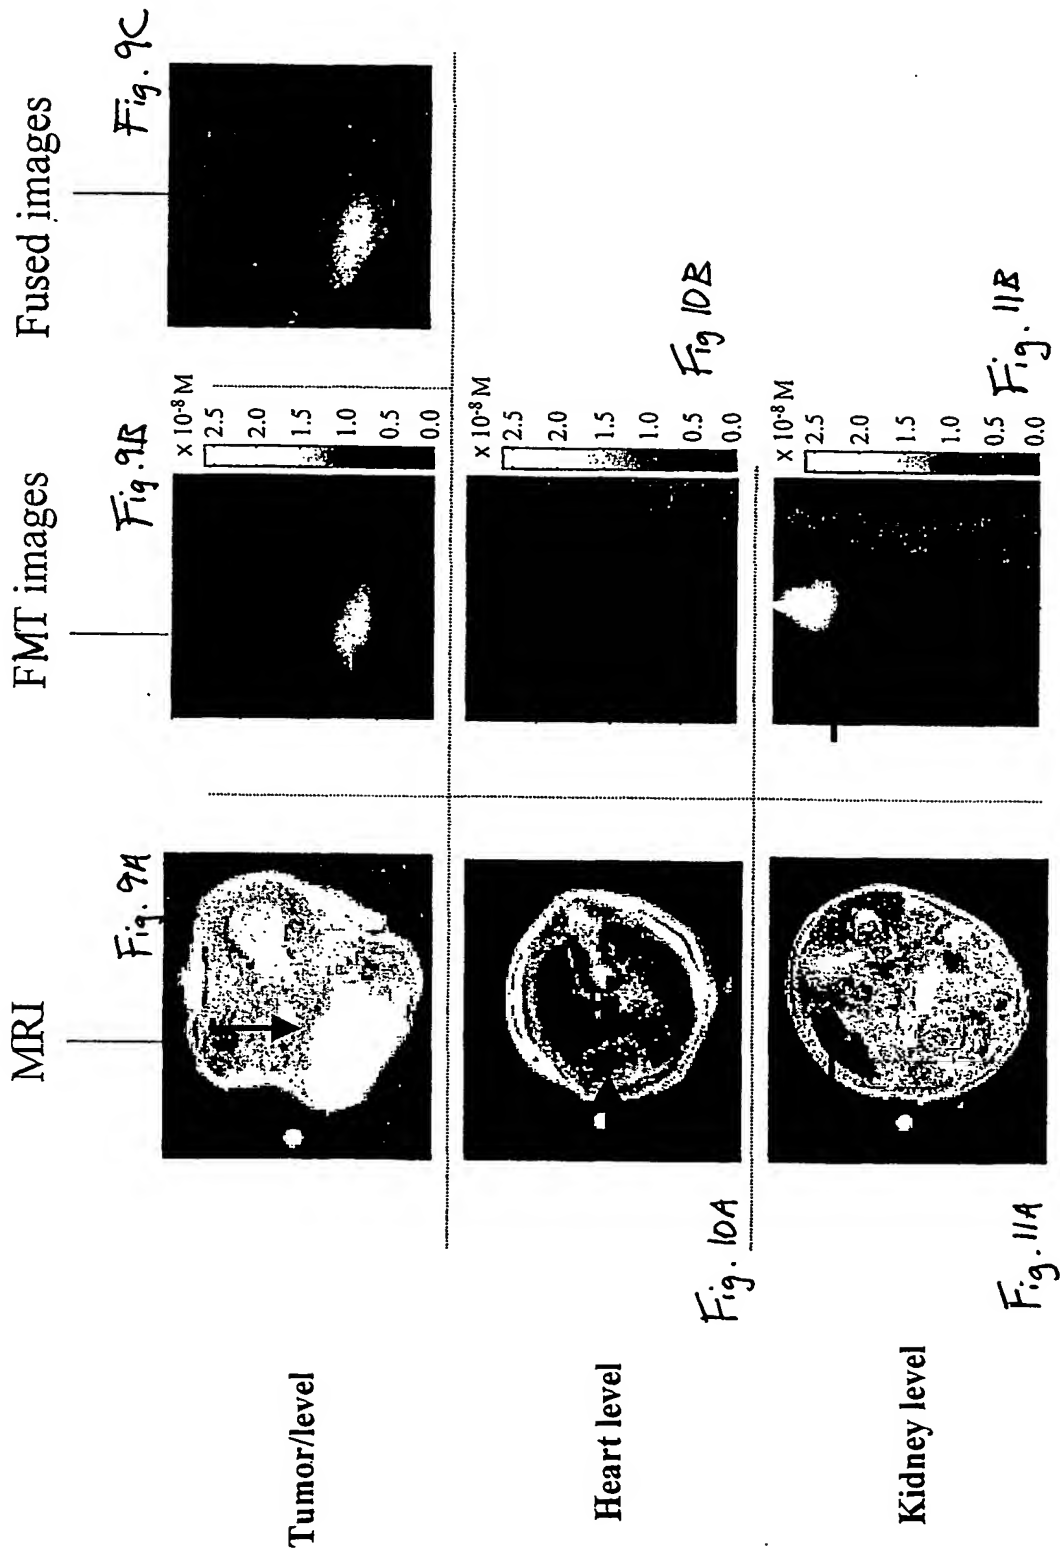 MRI
FMT images
Fused images
Tumor/level
Fig. 9A
Fig. 9B
x 10-8 M
2.5
2.0
1.5
1.0
0.5
0.0
Fig. 9C
Heart level
Fig. 10A
x 10-8 M
2.5
2.0
1.5
1.0
0.5
0.0
Fig 10B
Kidney level
Fig. 11A
x 10-8 M
2.5
2.0
1.5
1.0
0.5
0.0
Fig. 11B